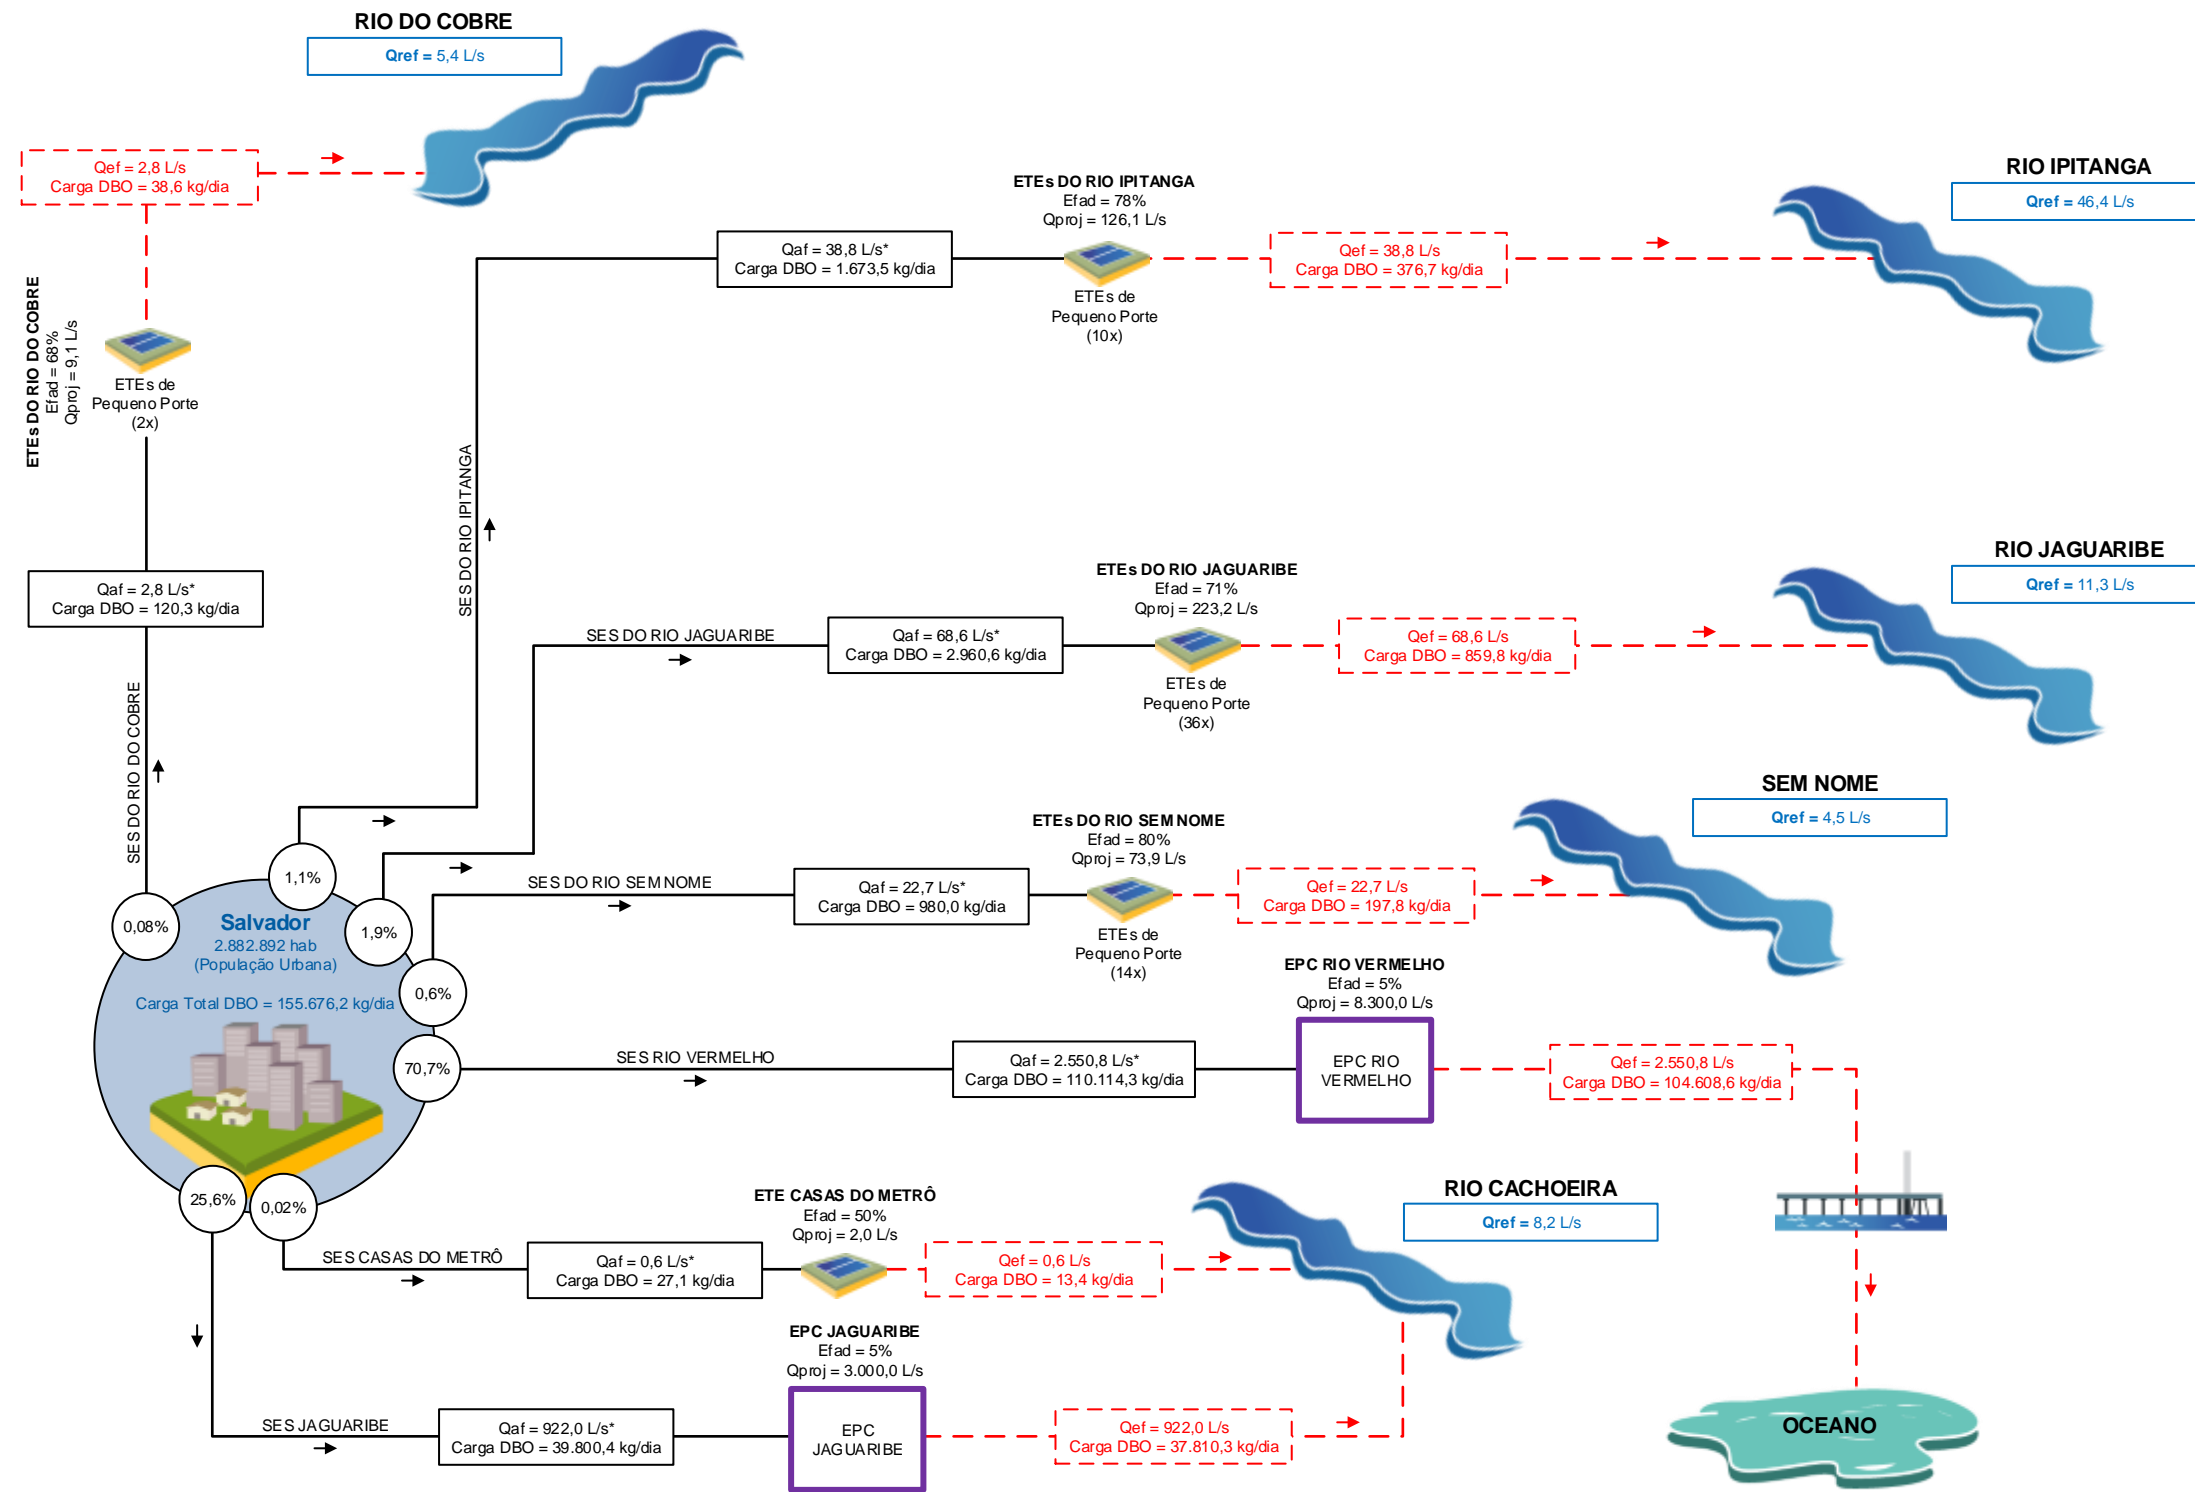 RIO DO COBRE
Qref = 5,4 L/s
Qef = 2,8 L/s
Carga DBO = 38,6 kg/dia
ETEs DO RIO DO COBRE
Efad = 68%
Qproj = 9,1 L/s
ETEs de
Pequeno Porte
(2x)
Qaf = 2,8 L/s*
Carga DBO = 120,3 kg/dia
SES DO RIO DO COBRE
RIO IPITANGA
Qref = 46,4 L/s
ETEs DO RIO IPITANGA
Efad = 78%
Qproj = 126,1 L/s
Qaf = 38,8 L/s*
Carga DBO = 1.673,5 kg/dia
ETEs de
Pequeno Porte
(10x)
Qef = 38,8 L/s
Carga DBO = 376,7 kg/dia
SES DO RIO IPITANGA
RIO JAGUARIBE
Qref = 11,3 L/s
ETEs DO RIO JAGUARIBE
Efad = 71%
Qproj = 223,2 L/s
SES DO RIO JAGUARIBE
Qaf = 68,6 L/s*
Carga DBO = 2.960,6 kg/dia
ETEs de
Pequeno Porte
(36x)
Qef = 68,6 L/s
Carga DBO = 859,8 kg/dia
SEM NOME
Qref = 4,5 L/s
ETEs DO RIO SEM NOME
Efad = 80%
Qproj = 73,9 L/s
SES DO RIO SEM NOME
Qaf = 22,7 L/s*
Carga DBO = 980,0 kg/dia
ETEs de
Pequeno Porte
(14x)
Qef = 22,7 L/s
Carga DBO = 197,8 kg/dia
0,08%
1,1%
1,9%
0,6%
70,7%
25,6%
0,02%
Salvador
2.882.892 hab
(População Urbana)
Carga Total DBO = 155.676,2 kg/dia
EPC RIO VERMELHO
Efad = 5%
Qproj = 8.300,0 L/s
SES RIO VERMELHO
Qaf = 2.550,8 L/s*
Carga DBO = 110.114,3 kg/dia
EPC RIO
VERMELHO
Qef = 2.550,8 L/s
Carga DBO = 104.608,6 kg/dia
RIO CACHOEIRA
Qref = 8,2 L/s
ETE CASAS DO METRÔ
Efad = 50%
Qproj = 2,0 L/s
SES CASAS DO METRÔ
Qaf = 0,6 L/s*
Carga DBO = 27,1 kg/dia
Qef = 0,6 L/s
Carga DBO = 13,4 kg/dia
EPC JAGUARIBE
Efad = 5%
Qproj = 3.000,0 L/s
SES JAGUARIBE
Qaf = 922,0 L/s*
Carga DBO = 39.800,4 kg/dia
EPC
JAGUARIBE
Qef = 922,0 L/s
Carga DBO = 37.810,3 kg/dia
OCEANO